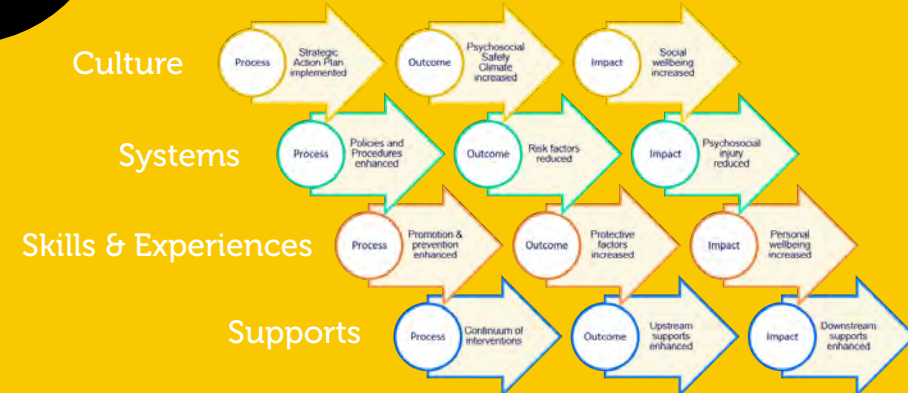 Culture
Process
Strategic
Action Plan
implemented
Outcome
Psychosocial
Safety
Climate
increased
Impact
Social
wellbeing
increased
Systems
Process
Policies and
Procedures
enhanced
Outcome
Risk factors
reduced
Impact
Psychosocial
injury
reduced
Skills & Experiences
Process
Promotion &
prevention
enhanced
Outcome
Protective
factors
increased
Impact
Personal
wellbeing
increased
Supports
Process
Continuum of
interventions
Outcome
Upstream
supports
enhanced
Impact
Downstream
supports
enhanced